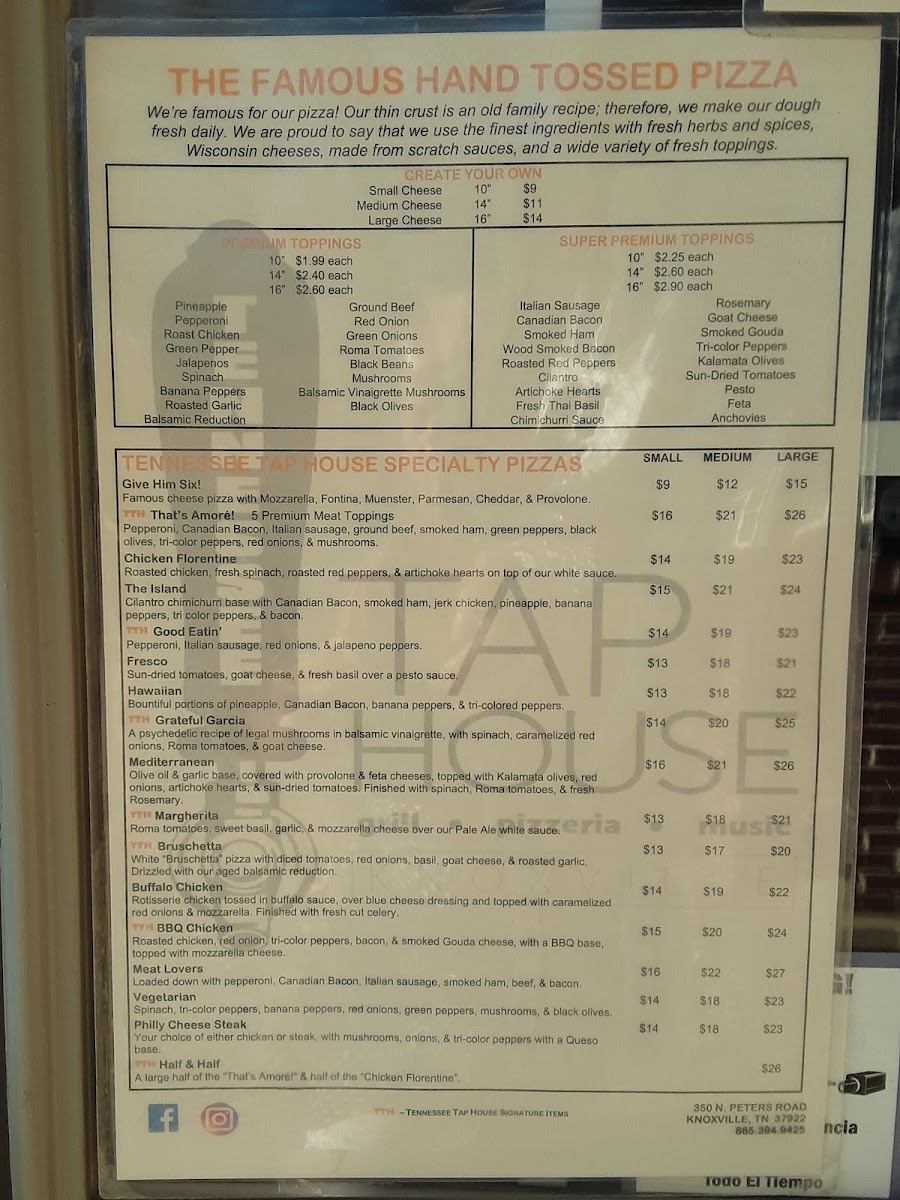 THE FAMOUS HAND TOSSED PIZZA
We're famous for our pizza! Our thin crust is an old family recipe; therefore, we make our dough
fresh daily. We are proud to say that we use the finest ingredients with fresh herbs and spices,
Wisconsin cheeses, made from scratch sauces, and a wide variety of fresh toppings.
CREATE YOUR OWN
Small Cheese 10" $9
Medium Cheese 14" $11
Large Cheese 16" $14
PREMIUM TOPPINGS
10" $1.99 each
14" $2.40 each
16" $2.60 each
Pineapple Ground Beef
Pepperoni Red Onion
Roast Chicken Green Onions
Green Pepper Roma Tomatoes
Jalapenos Black Beans
Spinach Mushrooms
Banana Peppers Balsamic Vinaigrette Mushrooms
Roasted Garlic Black Olives
Balsamic Reduction
SUPER PREMIUM TOPPINGS
10" $2.25 each
14" $2.60 each
16" $2.90 each
Italian Sausage Rosemary
Canadian Bacon Goat Cheese
Smoked Ham Smoked Gouda
Wood Smoked Bacon Tri-color Peppers
Roasted Red Peppers Kalamata Olives
Cilantro Sun-Dried Tomatoes
Artichoke Hearts Pesto
Fresh Thai Basil Feta
Chimichurri Sauce Anchovies
TENNESSEE TAP HOUSE SPECIALTY PIZZAS SMALL MEDIUM LARGE
Give Him Six! $9 $12 $15
Famous cheese pizza with Mozzarella, Fontina, Muenster, Parmesan, Cheddar, & Provolone.
TTH That's Amoré! 5 Premium Meat Toppings $16 $21 $26
Pepperoni, Canadian Bacon, Italian sausage, ground beef, smoked ham, green peppers, black
olives, tri-color peppers, red onions, & mushrooms.
Chicken Florentine $14 $19 $23
Roasted chicken, fresh spinach, roasted red peppers, & artichoke hearts on top of our white sauce.
The Island $15 $21 $24
Cilantro chimichurri base with Canadian Bacon, smoked ham, jerk chicken, pineapple, banana
peppers, tri color peppers, & bacon.
TTH Good Eatin' $14 $19 $23
Pepperoni, Italian sausage, red onions, & jalapeno peppers.
Fresco $13 $18 $21
Sun-dried tomatoes, goat cheese, & fresh basil over a pesto sauce.
Hawaiian $13 $18 $22
Bountiful portions of pineapple, Canadian Bacon, banana peppers, & tri-colored peppers.
TTH Grateful Garcia $14 $20 $25
A psychedelic recipe of legal mushrooms in balsamic vinaigrette, with spinach, caramelized red
onions, Roma tomatoes, & goat cheese.
Mediterranean $16 $21 $26
Olive oil & garlic base, covered with provolone & feta cheeses, topped with Kalamata olives, red
onions, artichoke hearts, & sun-dried tomatoes. Finished with spinach, Roma tomatoes, & fresh
Rosemary.
TTH Margherita $13 $18 $21
Roma tomatoes, sweet basil, garlic, & mozzarella cheese over our Pale Ale white sauce.
TTH Bruschetta $13 $17 $20
White "Bruschetta" pizza with diced tomatoes, red onions, basil, goat cheese, & roasted garlic.
Drizzled with our aged balsamic reduction.
Buffalo Chicken $14 $19 $22
Rotisserie chicken tossed in buffalo sauce, over blue cheese dressing and topped with caramelized
red onions & mozzarella. Finished with fresh cut celery.
TTH BBQ Chicken $15 $20 $24
Roasted chicken, red onion, tri-color peppers, bacon, & smoked Gouda cheese, with a BBQ base,
topped with mozzarella cheese.
Meat Lovers $16 $22 $27
Loaded down with pepperoni, Canadian Bacon, Italian sausage, smoked ham, beef, & bacon.
Vegetarian $14 $18 $23
Spinach, tri-color peppers, banana peppers, red onions, green peppers, mushrooms, & black olives.
Philly Cheese Steak $14 $18 $23
Your choice of either chicken or steak, with mushrooms, onions, & tri-color peppers with a Queso
base.
TTH Half & Half $26
A large half of the "That's Amoré!" & half of the "Chicken Florentine".
TENNESSEE
TAP
HOUSE
grill • pizzeria • music
KNOXVILLE
TTH – TENNESSEE TAP HOUSE SIGNATURE ITEMS
350 N. PETERS ROAD
KNOXVILLE, TN 37922
865.394.9425
G!
ncia
Todo El Tiempo